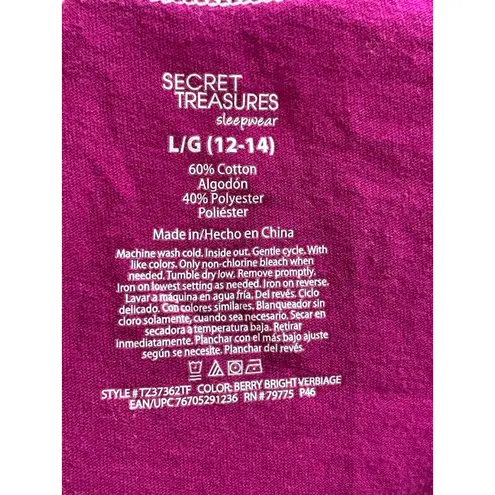 SECRET
TREASURES
sleepwear
L/G (12-14)
60% Cotton
Algodón
40% Polyester
Poliéster
Made in/Hecho en China
Machine wash cold. Inside out. Gentle cycle. With
like colors. Only non-chlorine bleach when
needed. Tumble dry low. Remove promptly.
Iron on lowest setting as needed. Iron on reverse.
Lavar a máquina en agua fría. Del revés. Ciclo
delicado. Con colores similares. Blanqueador sin
cloro solamente, cuando sea necesario. Secar en
secadora a temperatura baja. Retirar
inmediatamente. Planchar con el más bajo ajuste
según se necesite. Planchar del revés.
STYLE # TZ37362TF COLOR: BERRY BRIGHT VERBIAGE
EAN/UPC 76705291236 RN # 79775 P46